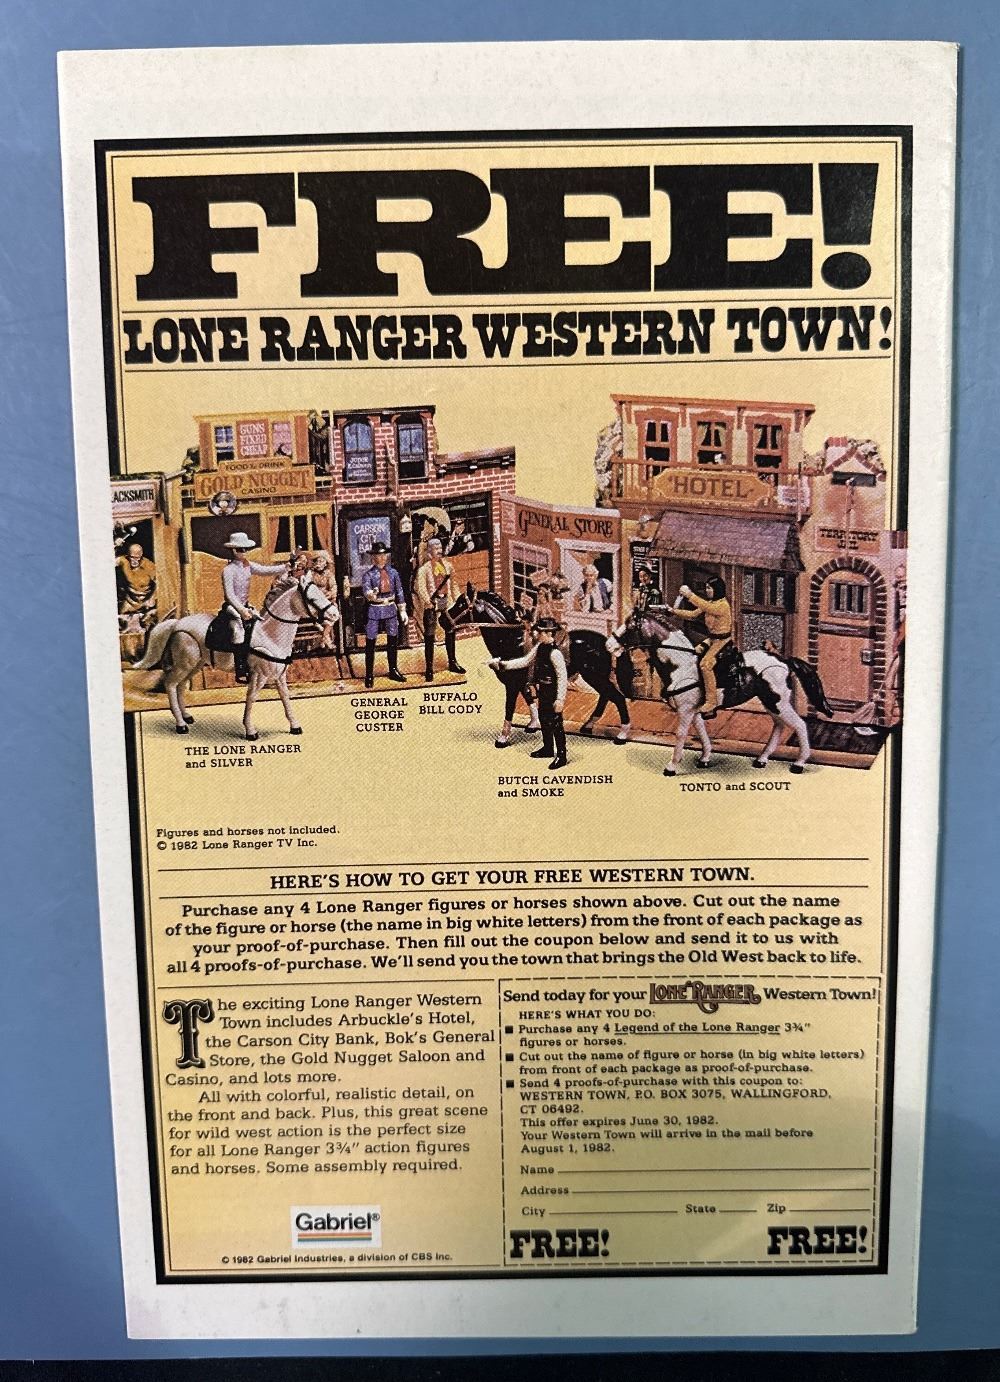 FREE!
LONE RANGER WESTERN TOWN!
GUNS
FIXED
CHEAP
FOOD & DRINK
GOLD NUGGET
CASINO
ACKSMITH
CARSON
CITY
HOTEL
GENERAL STORE
THE LONE RANGER
and SILVER
GENERAL
GEORGE
CUSTER
BUFFALO
BILL CODY
BUTCH CAVENDISH
and SMOKE
TONTO and SCOUT
Figures and horses not included.
© 1982 Lone Ranger TV Inc.
HERE'S HOW TO GET YOUR FREE WESTERN TOWN.
Purchase any 4 Lone Ranger figures or horses shown above. Cut out the name
of the figure or horse (the name in big white letters) from the front of each package as
your proof-of-purchase. Then fill out the coupon below and send it to us with
all 4 proofs-of-purchase. We'll send you the town that brings the Old West back to life.
The exciting Lone Ranger Western
Town includes Arbuckle's Hotel,
the Carson City Bank, Bok's General
Store, the Gold Nugget Saloon and
Casino, and lots more.
All with colorful, realistic detail, on
the front and back. Plus, this great scene
for wild west action is the perfect size
for all Lone Ranger 3¾" action figures
and horses. Some assembly required.
Gabriel®
© 1982 Gabriel Industries, a division of CBS Inc.
Send today for your LONE RANGER Western Town!
HERE'S WHAT YOU DO:
■ Purchase any 4 Legend of the Lone Ranger 3¾"
figures or horses.
■ Cut out the name of figure or horse (in big white letters)
from front of each package as proof-of-purchase.
■ Send 4 proofs-of-purchase with this coupon to:
WESTERN TOWN, P.O. BOX 3075, WALLINGFORD,
CT 06492.
This offer expires June 30, 1982.
Your Western Town will arrive in the mail before
August 1, 1982.
Name
Address
City State Zip
FREE! FREE!